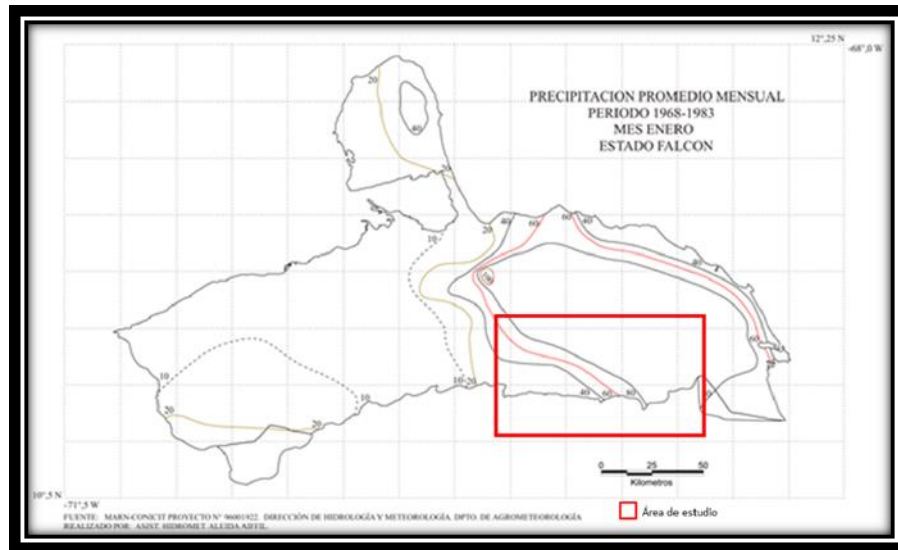 12°,25 N
-68°,0 W
PRECIPITACION PROMEDIO MENSUAL
PERIODO 1968-1983
MES ENERO
ESTADO FALCON
20
40
20
10
20
40
60
60
40
80
60
10
20
10
10
-20
20
40
60
80
0 25 50
Kilometros
10°,5 N
-71°,5 W
FUENTE: MARN-CONICIT PROYECTO N° 96001922. DIRECCIÓN DE HIDROLOGÍA Y METEOROLOGÍA. DPTO. DE AGROMETEOROLOGÍA
REALIZADO POR: ASIST. HIDROMET. ALEIDA
Área de estudio